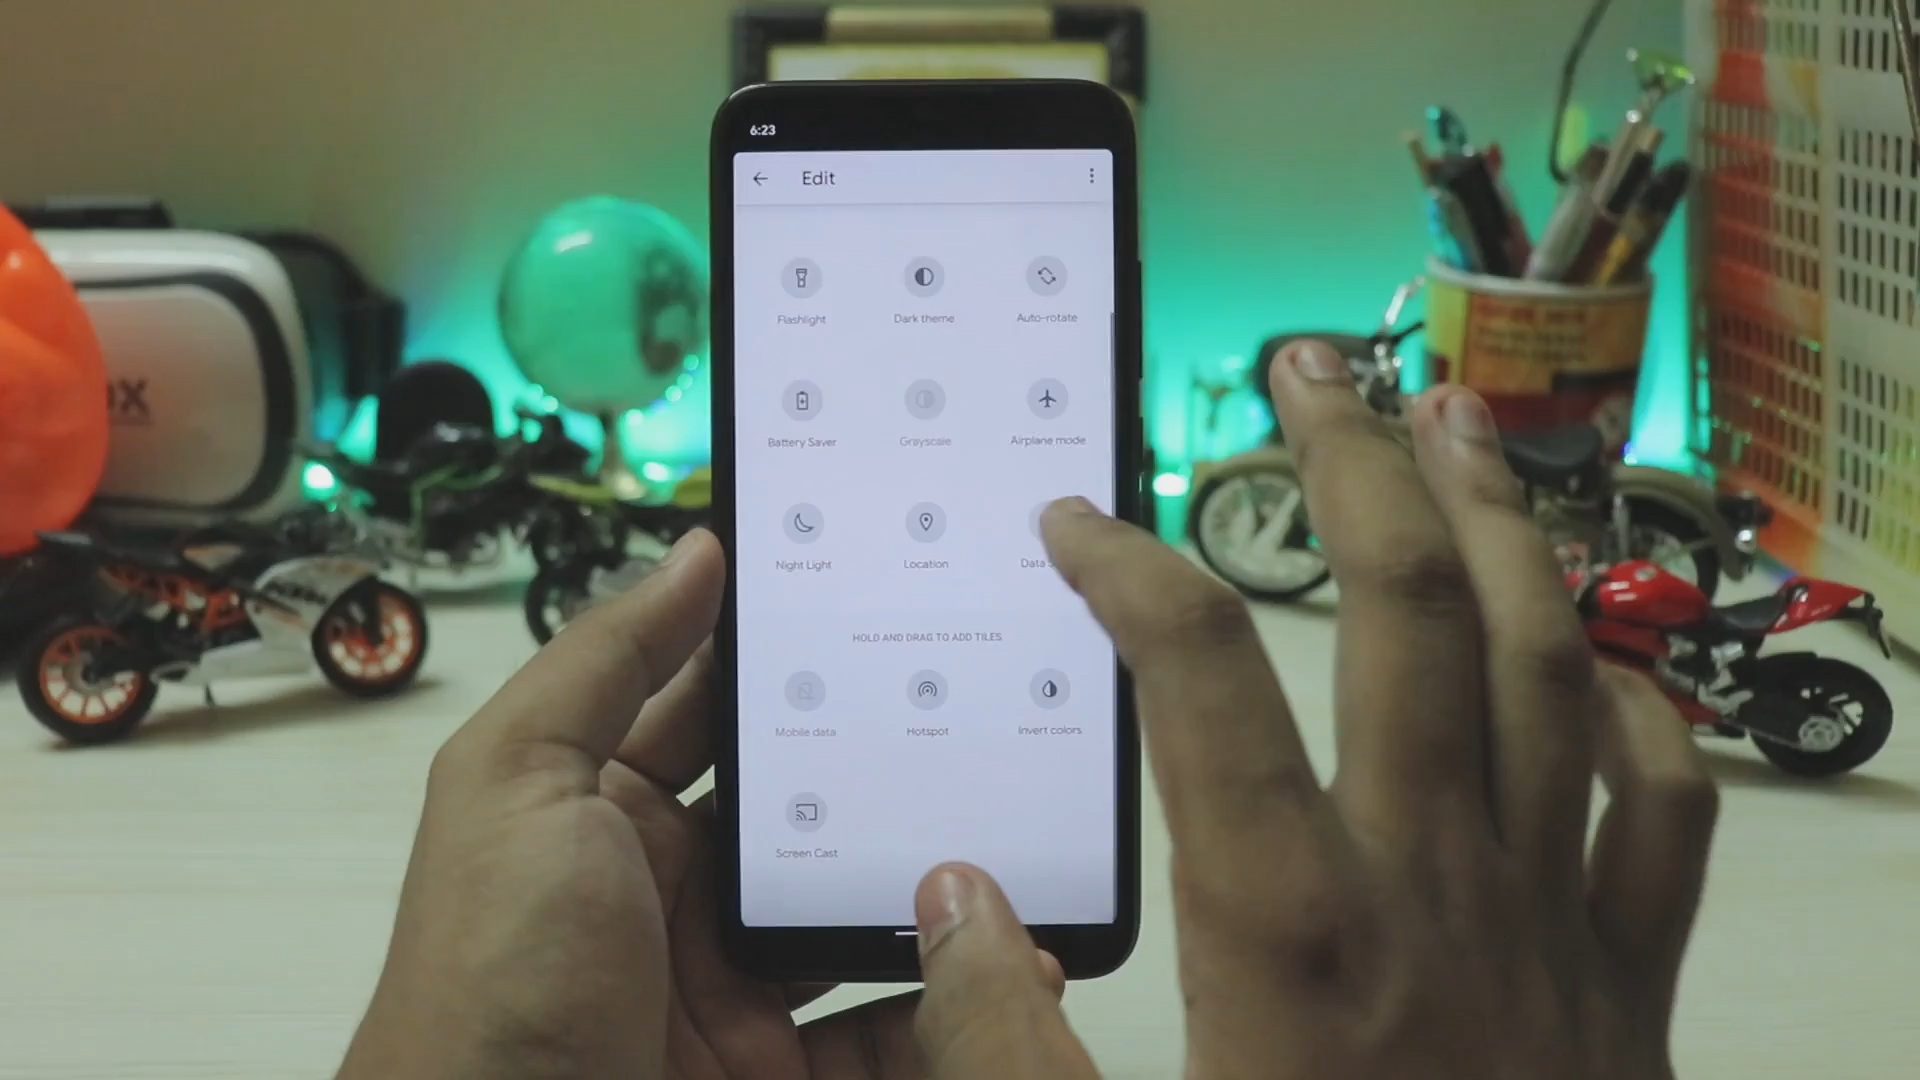 6:23
Edit
Flashlight
Dark theme
Auto-rotate
Battery Saver
Grayscale
Airplane mode
Night Light
Location
Data
HOLD AND DRAG TO ADD TILES
Mobile data
Hotspot
Invert colors
Screen Cast